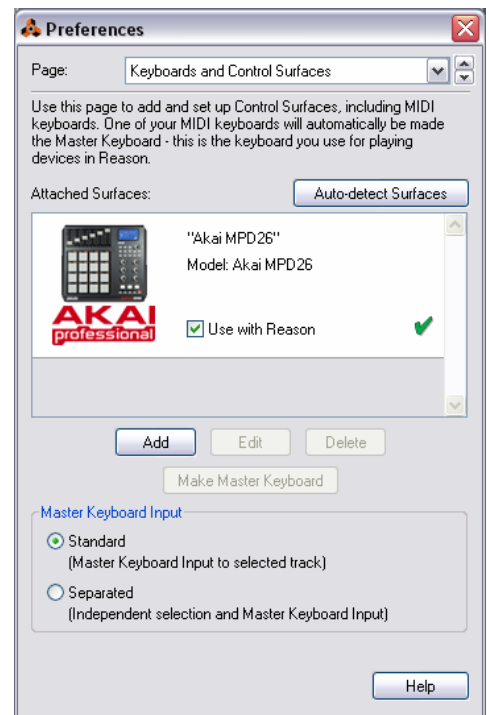 Preferences
Page: Keyboards and Control Surfaces
Use this page to add and set up Control Surfaces, including MIDI
keyboards. One of your MIDI keyboards will automatically be made
the Master Keyboard - this is the keyboard you use for playing
devices in Reason.
Attached Surfaces: Auto-detect Surfaces
"Akai MPD26"
Model: Akai MPD26
AKAI
professional
Use with Reason
Add Edit Delete
Make Master Keyboard
Master Keyboard Input
Standard
(Master Keyboard Input to selected track)
Separated
(Independent selection and Master Keyboard Input)
Help